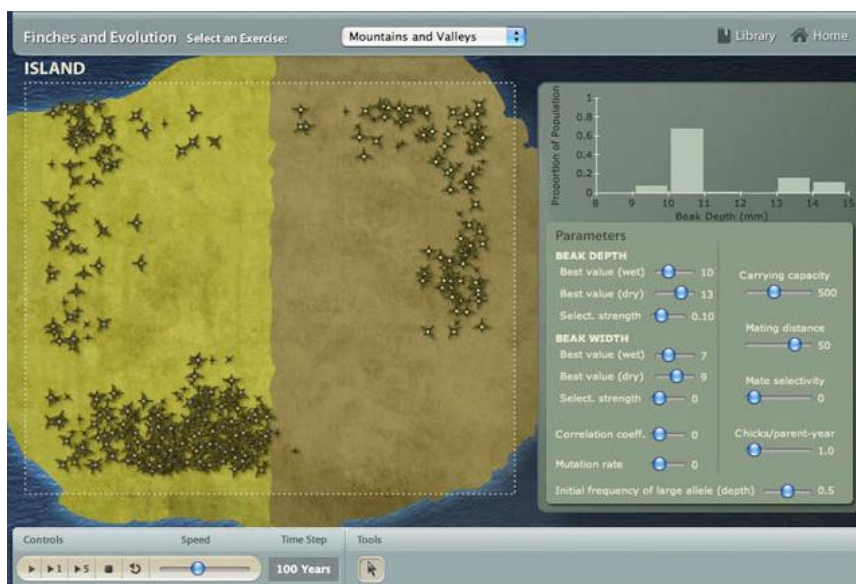 Finches and Evolution Select an Exercise: Mountains and Valleys Library Home
ISLAND
Proportion of Population
1
0.8
0.6
0.4
0.2
0
8 9 10 11 12 13 14 15
Beak Depth (mm)
Parameters
BEAK DEPTH
Best value (wet) 10
Best value (dry) 13
Select. strength 0.10
BEAK WIDTH
Best value (wet) 7
Best value (dry) 9
Select. strength 0
Correlation coeff. 0
Mutation rate 0
Carrying capacity
500
Mating distance
50
Mate selectivity
0
Chicks/parent-year
1.0
Initial frequency of large allele (depth) 0.5
Controls Speed Time Step Tools
1 5 100 Years